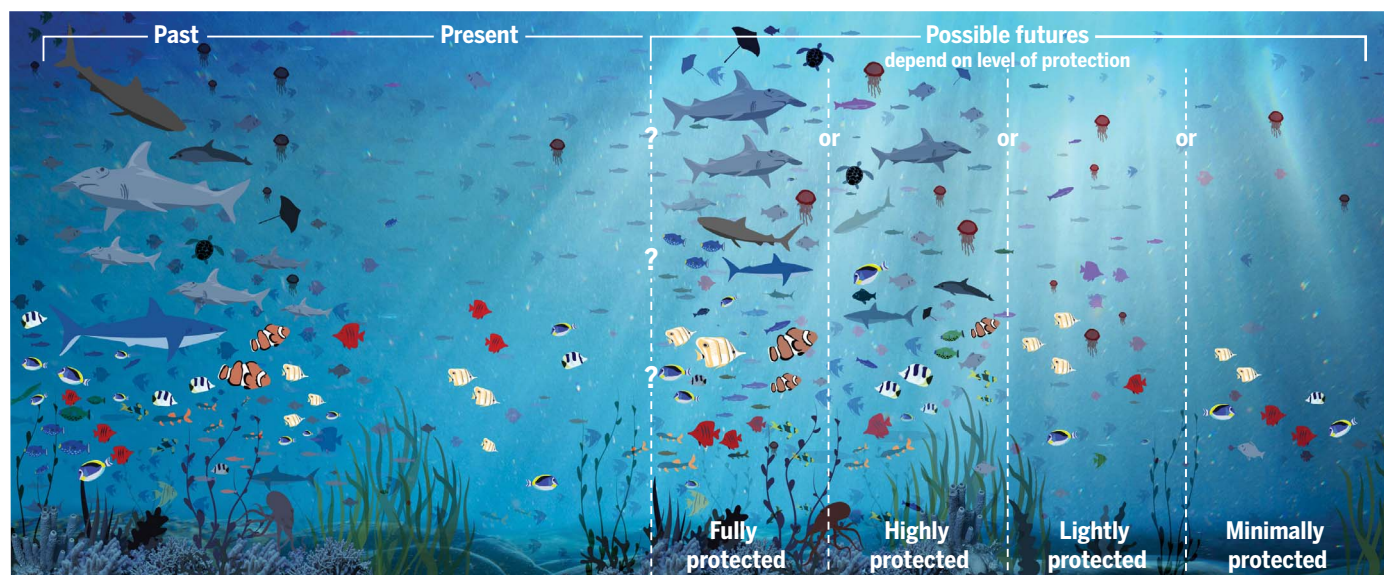 Past
Present
Possible futures
depend on level of protection
?
or
or
or
?
?
Fully
protected
Highly
protected
Lightly
protected
Minimally
protected